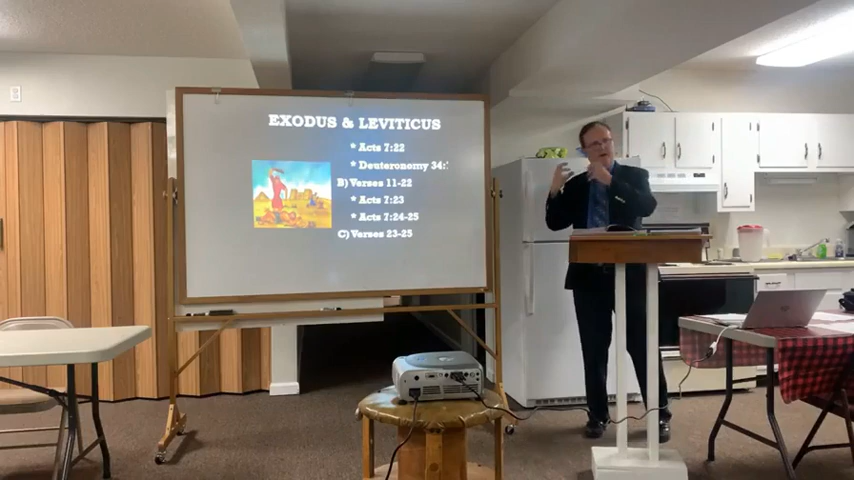 EXODUS & LEVITICUS
* Acts 7:22
* Deuteronomy 34:
B) Verses 11-22
* Acts 7:23
* Acts 7:24-25
C) Verses 23-25